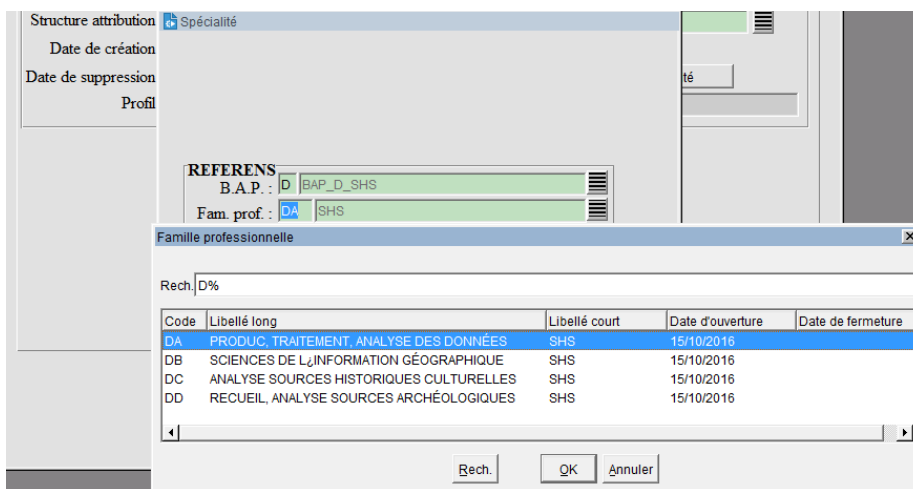 Structure attribution
Spécialité
Date de création
Date de suppression
té
Profil
REFERENS
B.A.P. : D BAP_D_SHS
Fam. prof. : DA SHS
Famille professionnelle
Rech. D%
Code Libellé long Libellé court Date d'ouverture Date de fermeture
DA PRODUC, TRAITEMENT, ANALYSE DES DONNÉES SHS 15/10/2016
DB SCIENCES DE L¿INFORMATION GÉOGRAPHIQUE SHS 15/10/2016
DC ANALYSE SOURCES HISTORIQUES CULTURELLES SHS 15/10/2016
DD RECUEIL, ANALYSE SOURCES ARCHÉOLOGIQUES SHS 15/10/2016
Rech. OK Annuler